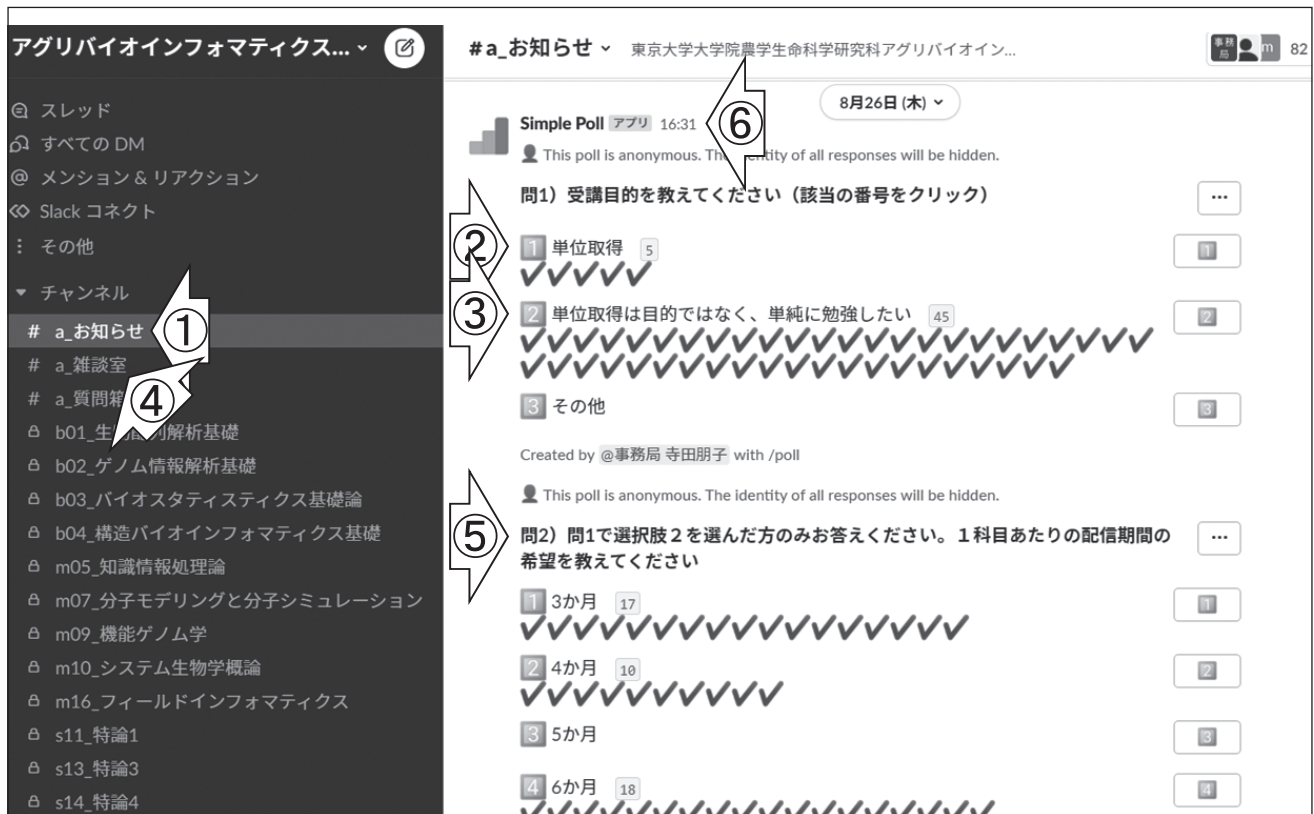 アグリバイオインフォマティクス...
スレッド
すべての DM
メンション & リアクション
Slack コネクト
その他
チャンネル
# a_お知らせ
①
# a_雑談室
# a_質問箱
④
b01_生物配列解析基礎
b02_ゲノム情報解析基礎
b03_バイオスタティスティクス基礎論
b04_構造バイオインフォマティクス基礎
m05_知識情報処理論
m07_分子モデリングと分子シミュレーション
m09_機能ゲノム学
m10_システム生物学概論
m16_フィールドインフォマティクス
s11_特論1
s13_特論3
s14_特論4
#a_お知らせ 東京大学大学院農学生命科学研究科アグリバイオイン... 事務局 m 82
8月26日 (木)
Simple Poll アプリ 16:31
⑥
This poll is anonymous. The identity of all responses will be hidden.
問1）受講目的を教えてください（該当の番号をクリック） ...
②
1 単位取得 5 1
③
2 単位取得は目的ではなく、単純に勉強したい 45 2
3 その他 3
Created by @事務局 寺田朋子 with /poll
This poll is anonymous. The identity of all responses will be hidden.
⑤
問2）問1で選択肢２を選んだ方のみお答えください。１科目あたりの配信期間の ...
希望を教えてください
1 3か月 17 1
2 4か月 10 2
3 5か月 3
4 6か月 18 4